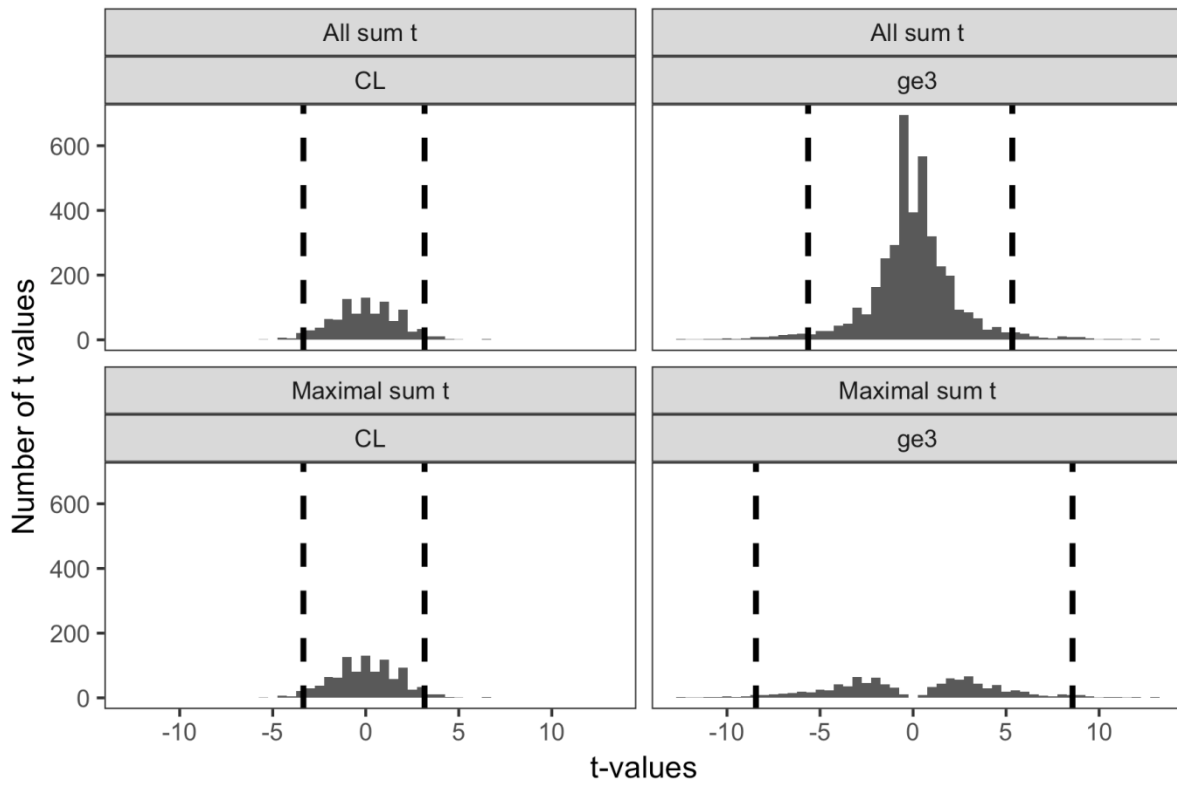 All sum t
All sum t
CL
ge3
600
400
200
0
Maximal sum t
Maximal sum t
CL
ge3
600
400
200
0
-10 -5 0 5 10
-10 -5 0 5 10
t-values
Number of t values